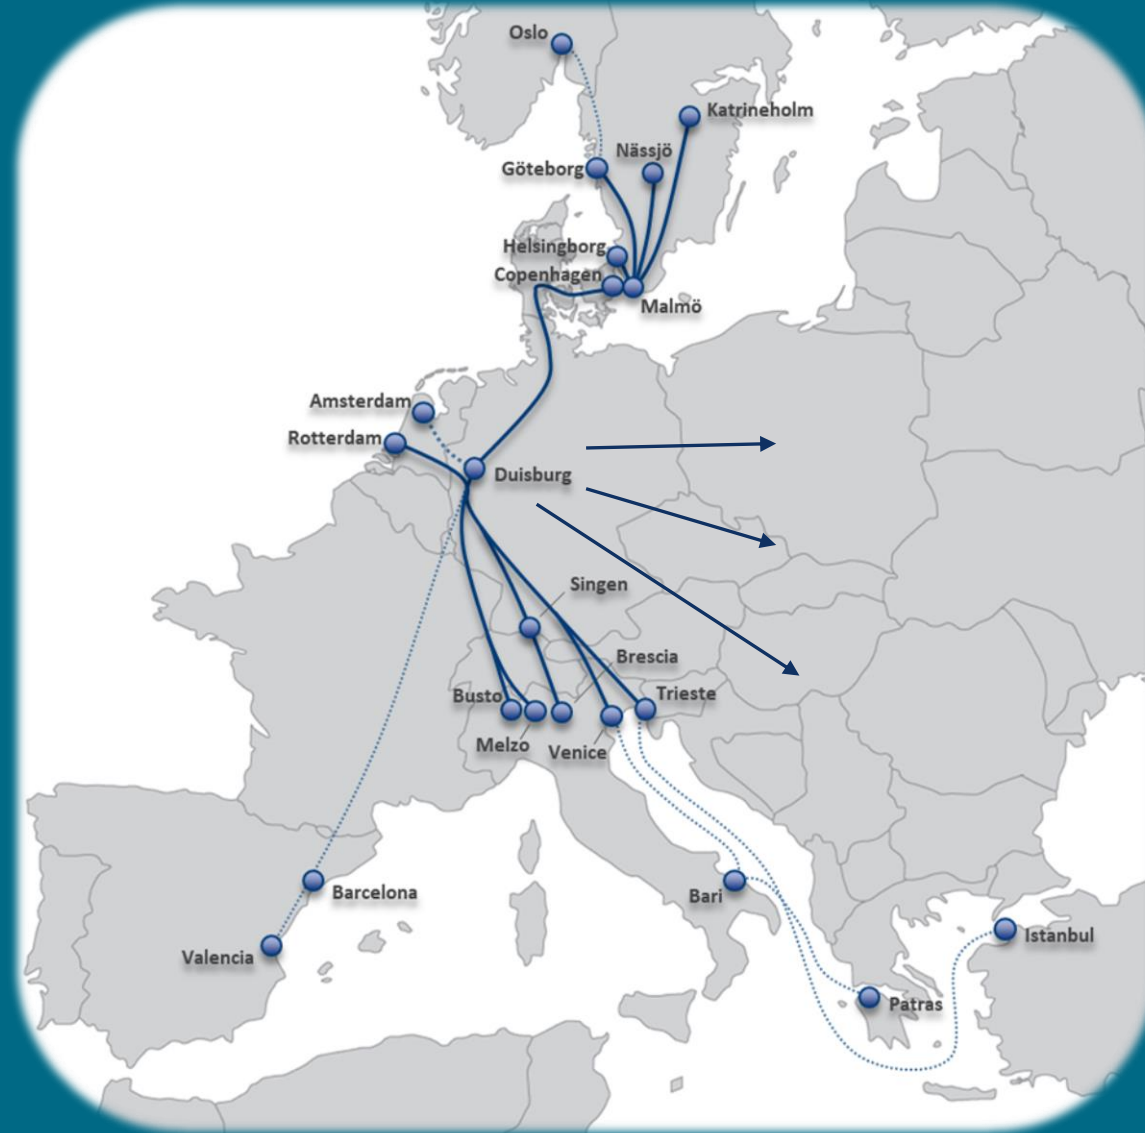 Oslo
Katrineholm
Nässjö
Göteborg
Helsingborg
Copenhagen
Malmö
Amsterdam
Rotterdam
Duisburg
Singen
Brescia
Busto
Trieste
Melzo
Venice
Barcelona
Bari
Valencia
Istanbul
Patras